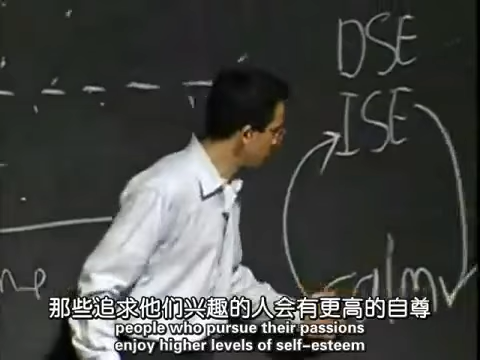 DSE
ISE
calm
那些追求他们兴趣的人会有更高的自尊
people who pursue their passions
enjoy higher levels of self-esteem